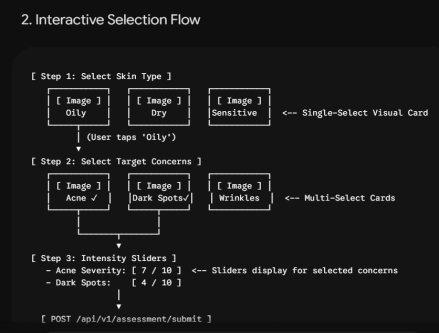 2. Interactive Selection Flow
[ Step 1: Select Skin Type ]
[ Image ] [ Image ] [ Image ]
Oily Dry Sensitive <-- Single-Select Visual Card
(User taps 'Oily')
[ Step 2: Select Target Concerns ]
[ Image ] [ Image ] [ Image ]
Acne ✓ Dark Spots✓ Wrinkles <-- Multi-Select Cards
[ Step 3: Intensity Sliders ]
- Acne Severity: [ 7 / 10 ] <-- Sliders display for selected concerns
- Dark Spots: [ 4 / 10 ]
[ POST /api/v1/assessment/submit ]